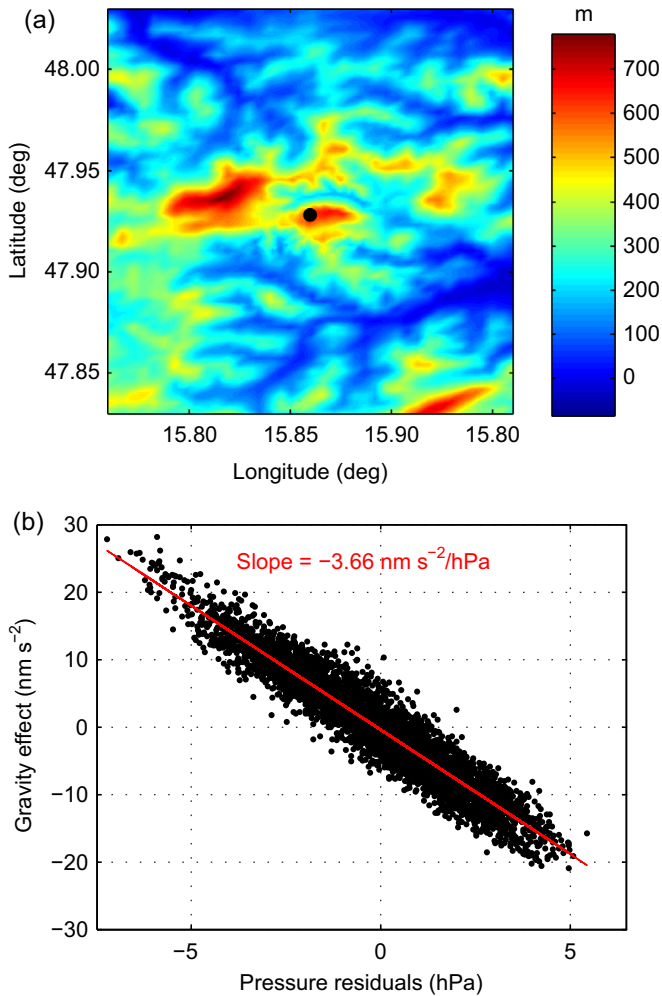 (a)
m
48.00
47.95
47.90
47.85
Latitude (deg)
15.80 15.86 15.90 15.80
Longitude (deg)
700
600
500
400
300
200
100
0
(b)
30
20
10
0
−10
−20
−30
Gravity effect (nm s−2)
Slope = −3.66 nm s−2/hPa
−5 0 5
Pressure residuals (hPa)